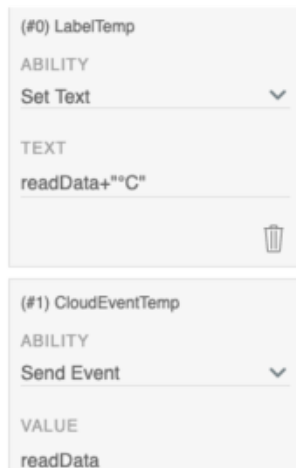 (#0) LabelTemp
ABILITY
Set Text
TEXT
readData+"°C"
(#1) CloudEventTemp
ABILITY
Send Event
VALUE
readData